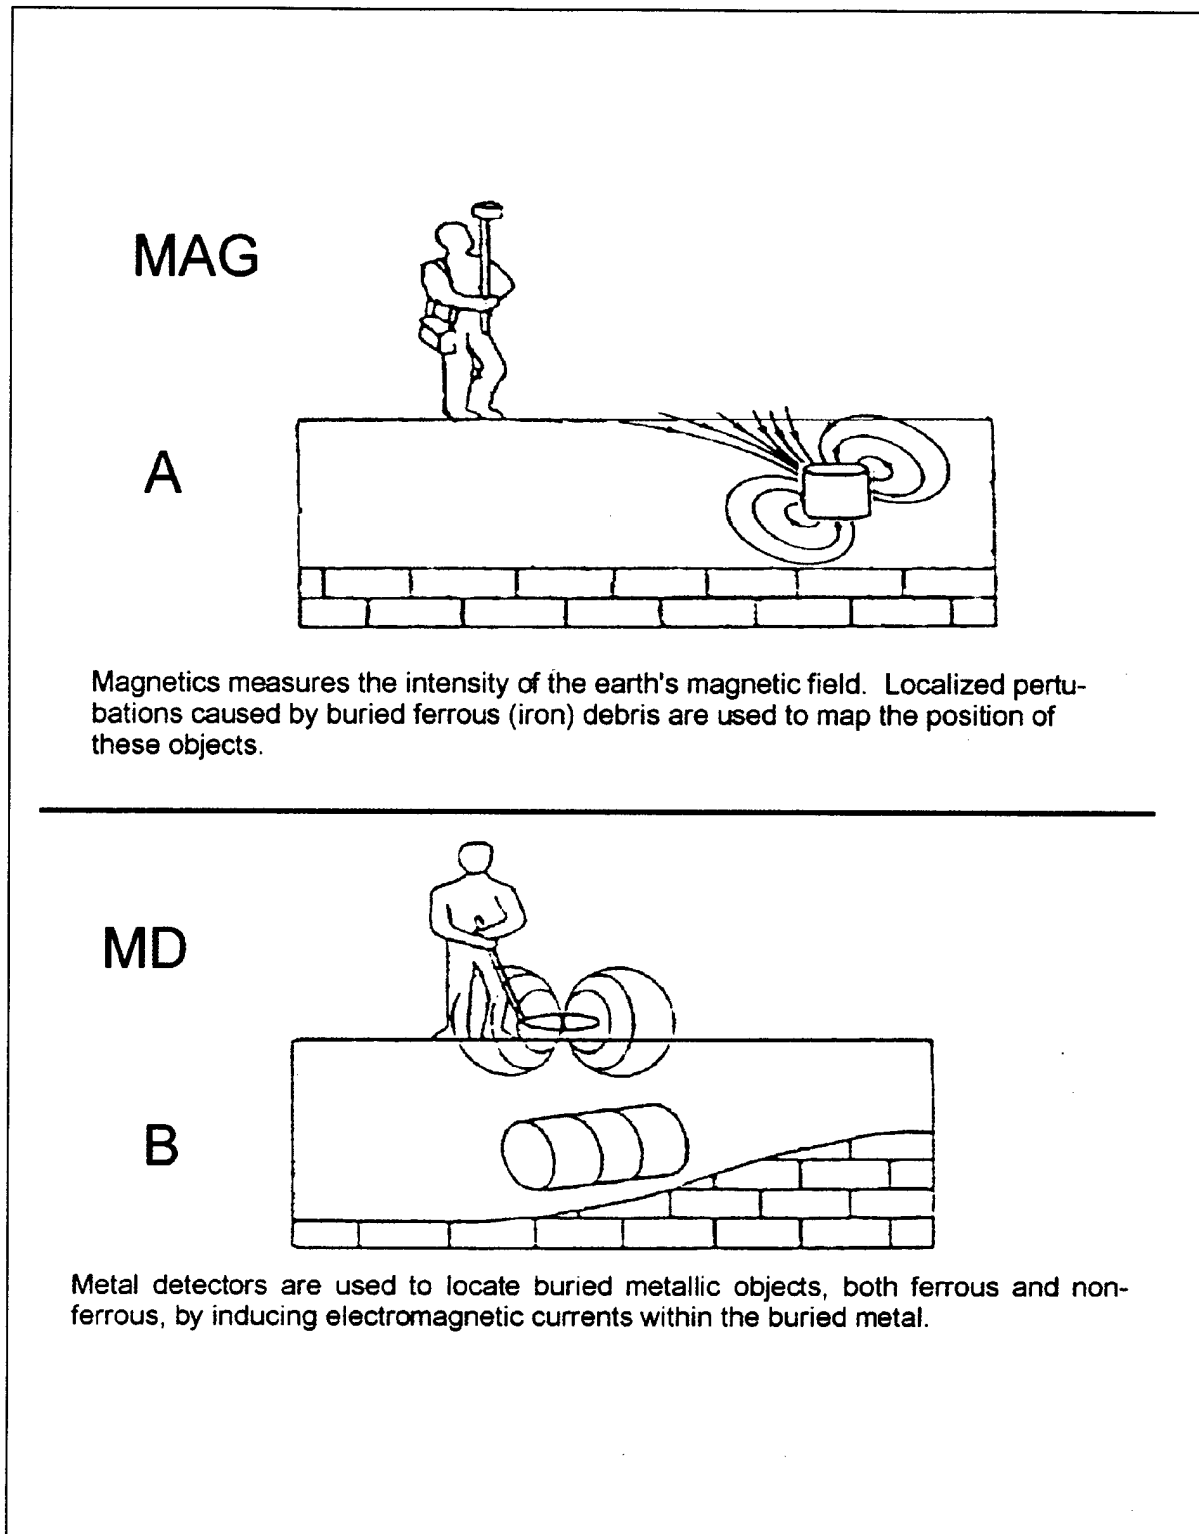 MAG
A
Magnetics measures the intensity of the earth's magnetic field. Localized pertu-
bations caused by buried ferrous (iron) debris are used to map the position of
these objects.
MD
B
Metal detectors are used to locate buried metallic objects, both ferrous and non-
ferrous, by inducing electromagnetic currents within the buried metal.